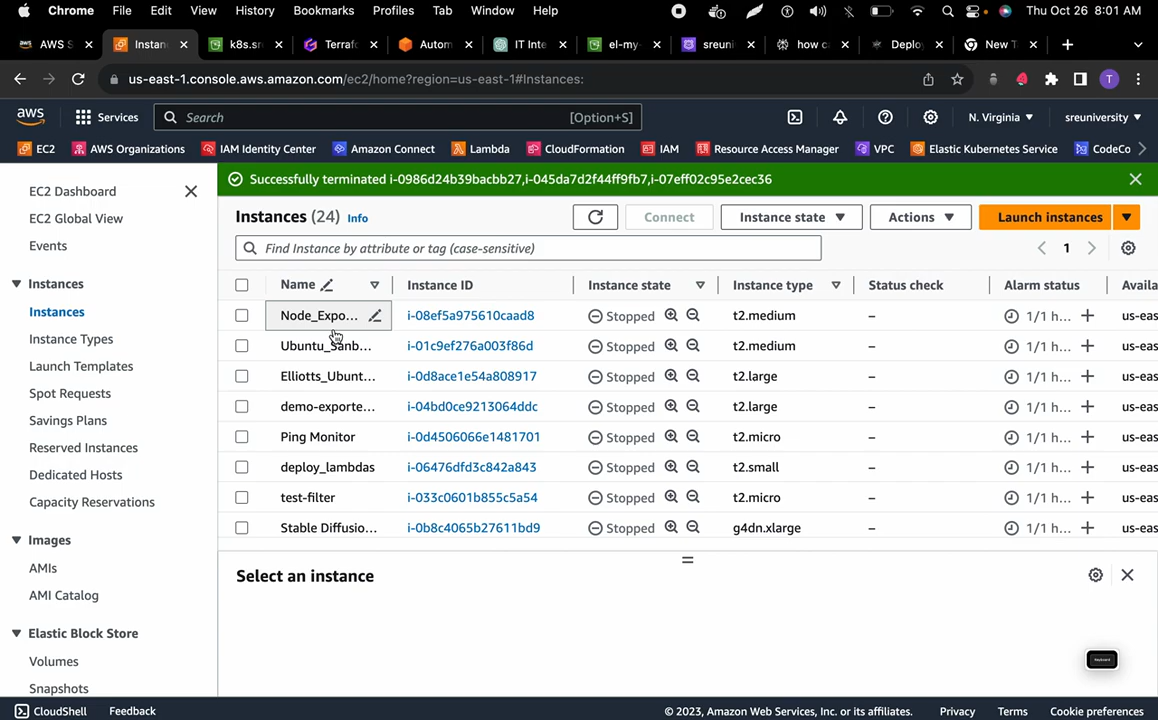 Chrome File Edit View History Bookmarks Profiles Tab Window Help Thu Oct 26 8:01 AM
AWS S Instan k8s.sr Terraf Autom IT Inte el-my- sreuni how c Deplo New T
us-east-1.console.aws.amazon.com/ec2/home?region=us-east-1#Instances: T
aws Services Search [Option+S] N. Virginia sreuniversity
EC2 AWS Organizations IAM Identity Center Amazon Connect Lambda CloudFormation IAM Resource Access Manager VPC Elastic Kubernetes Service CodeCo
Successfully terminated i-0986d24b39bacbb27,i-045da7d2f44ff9fb7,i-07eff02c95e2cec36
EC2 Dashboard
EC2 Global View
Events
Instances
Instances
Instance Types
Launch Templates
Spot Requests
Savings Plans
Reserved Instances
Dedicated Hosts
Capacity Reservations
Images
AMIs
AMI Catalog
Elastic Block Store
Volumes
Snapshots
Instances (24) Info Connect Instance state Actions Launch instances
Find Instance by attribute or tag (case-sensitive) 1
Name Instance ID Instance state Instance type Status check Alarm status Availa
Node_Expo... i-08ef5a975610caad8 Stopped t2.medium – 1/1 h... us-eas
Ubuntu_Sanb... i-01c9ef276a003f86d Stopped t2.medium – 1/1 h... us-eas
Elliotts_Ubunt... i-0d8ace1e54a808917 Stopped t2.large – 1/1 h... us-eas
demo-exporte... i-04bd0ce9213064ddc Stopped t2.large – 1/1 h... us-eas
Ping Monitor i-0d4506066e1481701 Stopped t2.micro – 1/1 h... us-eas
deploy_lambdas i-06476dfd3c842a843 Stopped t2.small – 1/1 h... us-eas
test-filter i-033c0601b855c5a54 Stopped t2.micro – 1/1 h... us-eas
Stable Diffusio... i-0b8c4065b27611bd9 Stopped g4dn.xlarge – 1/1 h... us-eas
Select an instance
CloudShell Feedback © 2023, Amazon Web Services, Inc. or its affiliates. Privacy Terms Cookie preferences